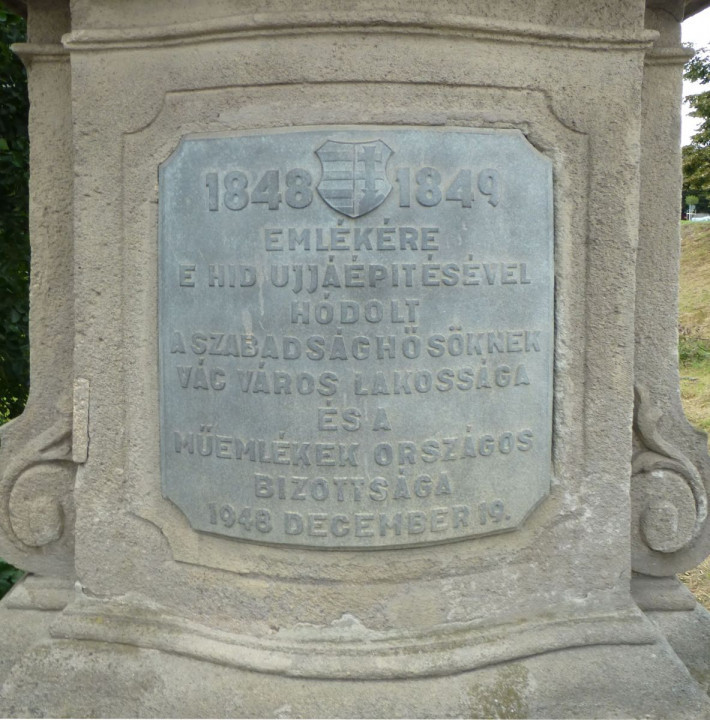 1848 1849
EMLÉKÉRE
E HID UJJÁÉPITÉSÉVEL
HÓDOLT
A SZABADSÁGHŐSÖKNEK
VÁC VÁROS LAKOSSÁGA
ÉS A
MŰEMLÉKEK ORSZÁGOS
BIZOTTSÁGA
1948 DECEMBER 19.